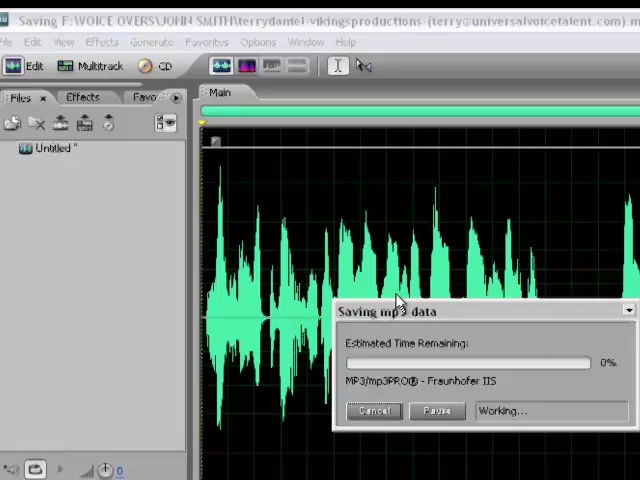 Saving F:\VOICE OVERS\JOHN SMITH\terrydaniel-vikingsproductions-(terry@universalvoicetalent.com).m
File Edit View Effects Generate Favorites Options Window Help
Edit Multitrack CD
Files x Effects Favo Main
Untitled *
Saving mp3 data
Estimated Time Remaining:
0%
MP3/mp3PRO® - Fraunhofer IIS
Cancel Pause Working...
0